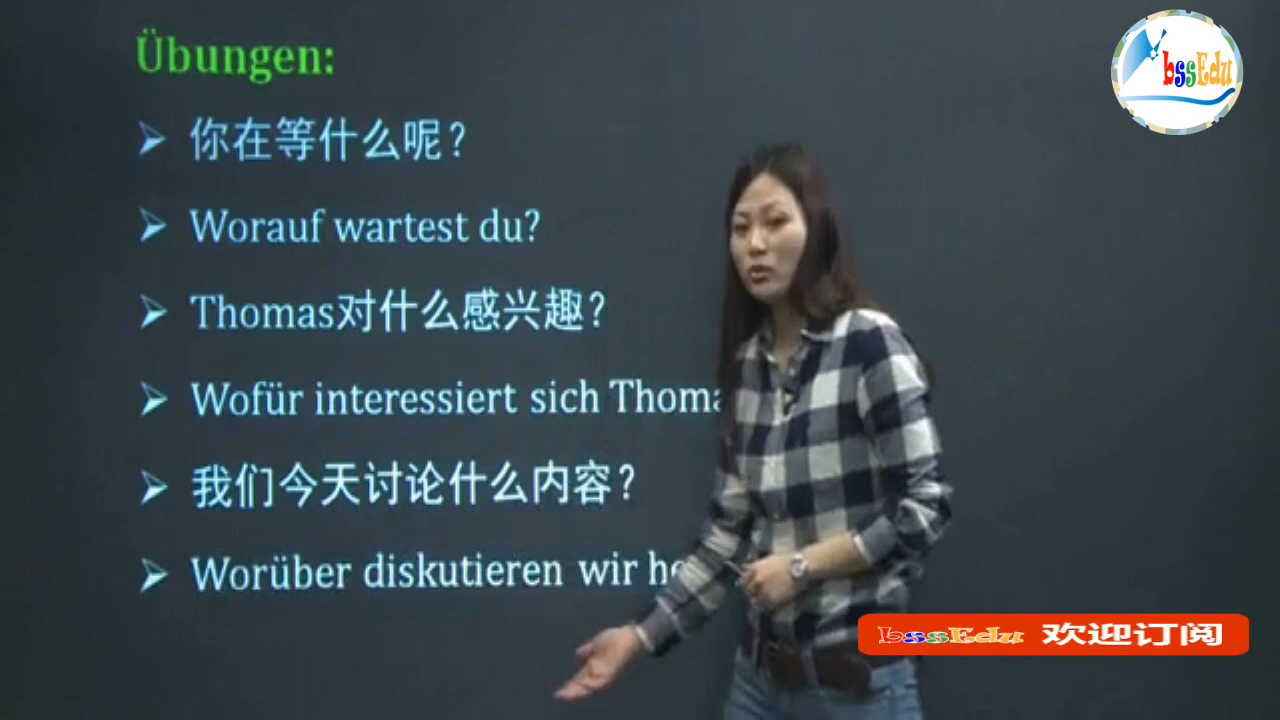 Übungen:
你在等什么呢？
Worauf wartest du?
Thomas对什么感兴趣？
Wofür interessiert sich
我们今天讨论什么内容？
Worüber diskutieren wir
bssEdu
bssEdu 欢迎订阅